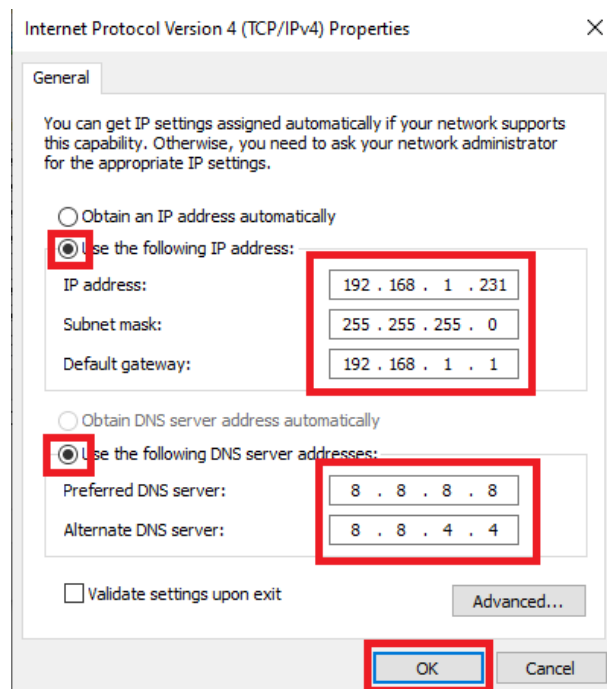 Internet Protocol Version 4 (TCP/IPv4) Properties
General
You can get IP settings assigned automatically if your network supports
this capability. Otherwise, you need to ask your network administrator
for the appropriate IP settings.
Obtain an IP address automatically
Use the following IP address:
IP address: 192 . 168 . 1 . 231
Subnet mask: 255 . 255 . 255 . 0
Default gateway: 192 . 168 . 1 . 1
Obtain DNS server address automatically
Use the following DNS server addresses:
Preferred DNS server: 8 . 8 . 8 . 8
Alternate DNS server: 8 . 8 . 4 . 4
Validate settings upon exit
Advanced...
OK Cancel